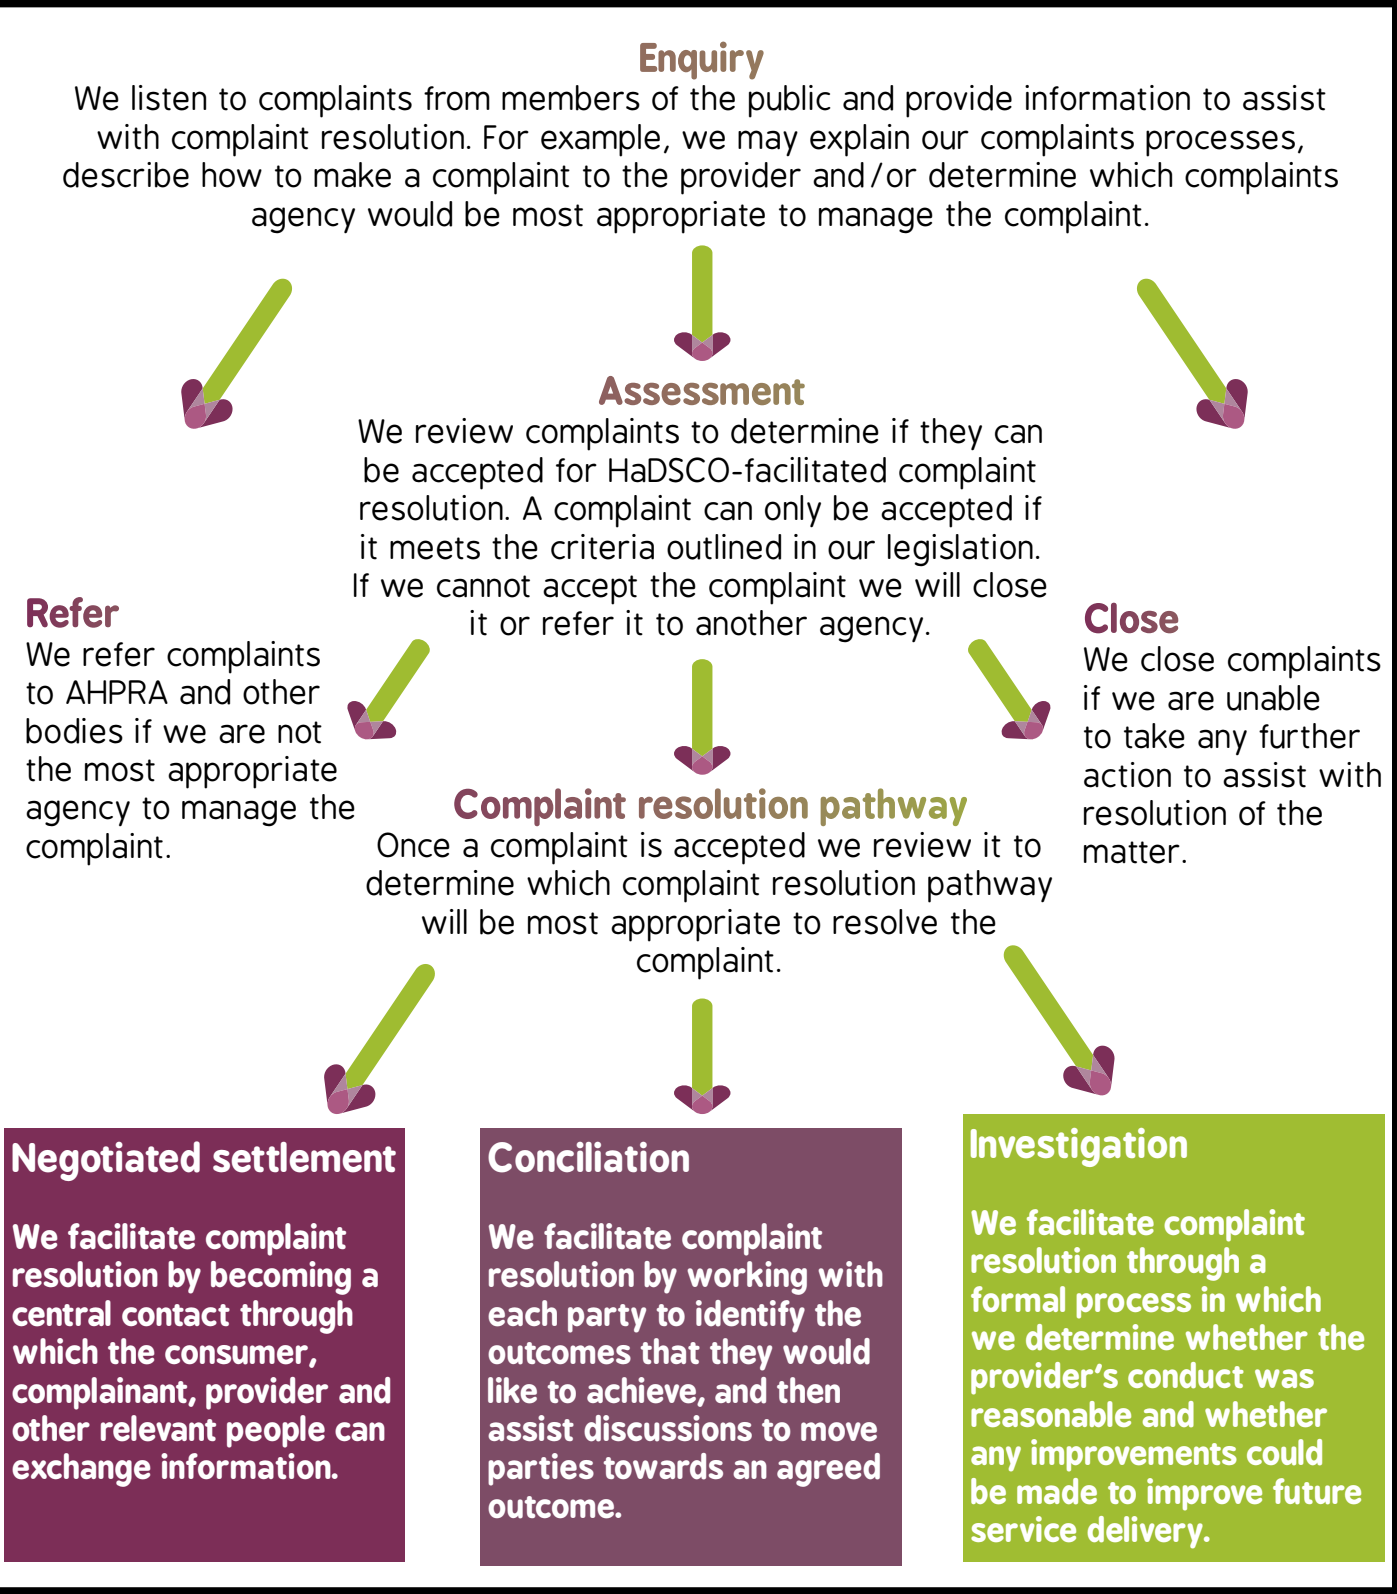 Enquiry
We listen to complaints from members of the public and provide information to assist
with complaint resolution. For example, we may explain our complaints processes,
describe how to make a complaint to the provider and/or determine which complaints
agency would be most appropriate to manage the complaint.
Assessment
We review complaints to determine if they can
be accepted for HaDSCO-facilitated complaint
resolution. A complaint can only be accepted if
it meets the criteria outlined in our legislation.
If we cannot accept the complaint we will close
it or refer it to another agency.
Refer
We refer complaints
to AHPRA and other
bodies if we are not
the most appropriate
agency to manage the
complaint.
Close
We close complaints
if we are unable
to take any further
action to assist with
resolution of the
matter.
Complaint resolution pathway
Once a complaint is accepted we review it to
determine which complaint resolution pathway
will be most appropriate to resolve the
complaint.
Negotiated settlement
We facilitate complaint
resolution by becoming a
central contact through
which the consumer,
complainant, provider and
other relevant people can
exchange information.
Conciliation
We facilitate complaint
resolution by working with
each party to identify the
outcomes that they would
like to achieve, and then
assist discussions to move
parties towards an agreed
outcome.
Investigation
We facilitate complaint
resolution through a
formal process in which
we determine whether the
provider's conduct was
reasonable and whether
any improvements could
be made to improve future
service delivery.